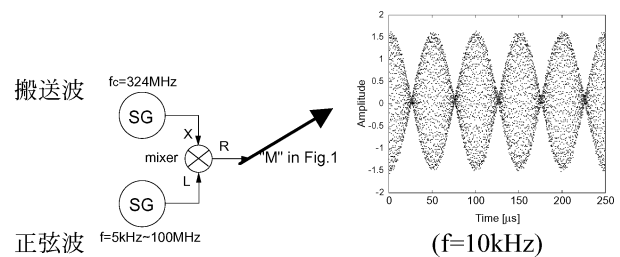 搬送波
fc=324MHz
SG
X
mixer
R
"M" in Fig.1
L
SG
正弦波
f=5kHz~100MHz
2
1.5
1
0.5
0
-0.5
-1
-1.5
-2
Amplitude
0 50 100 150 200 250
Time [μs]
(f=10kHz)